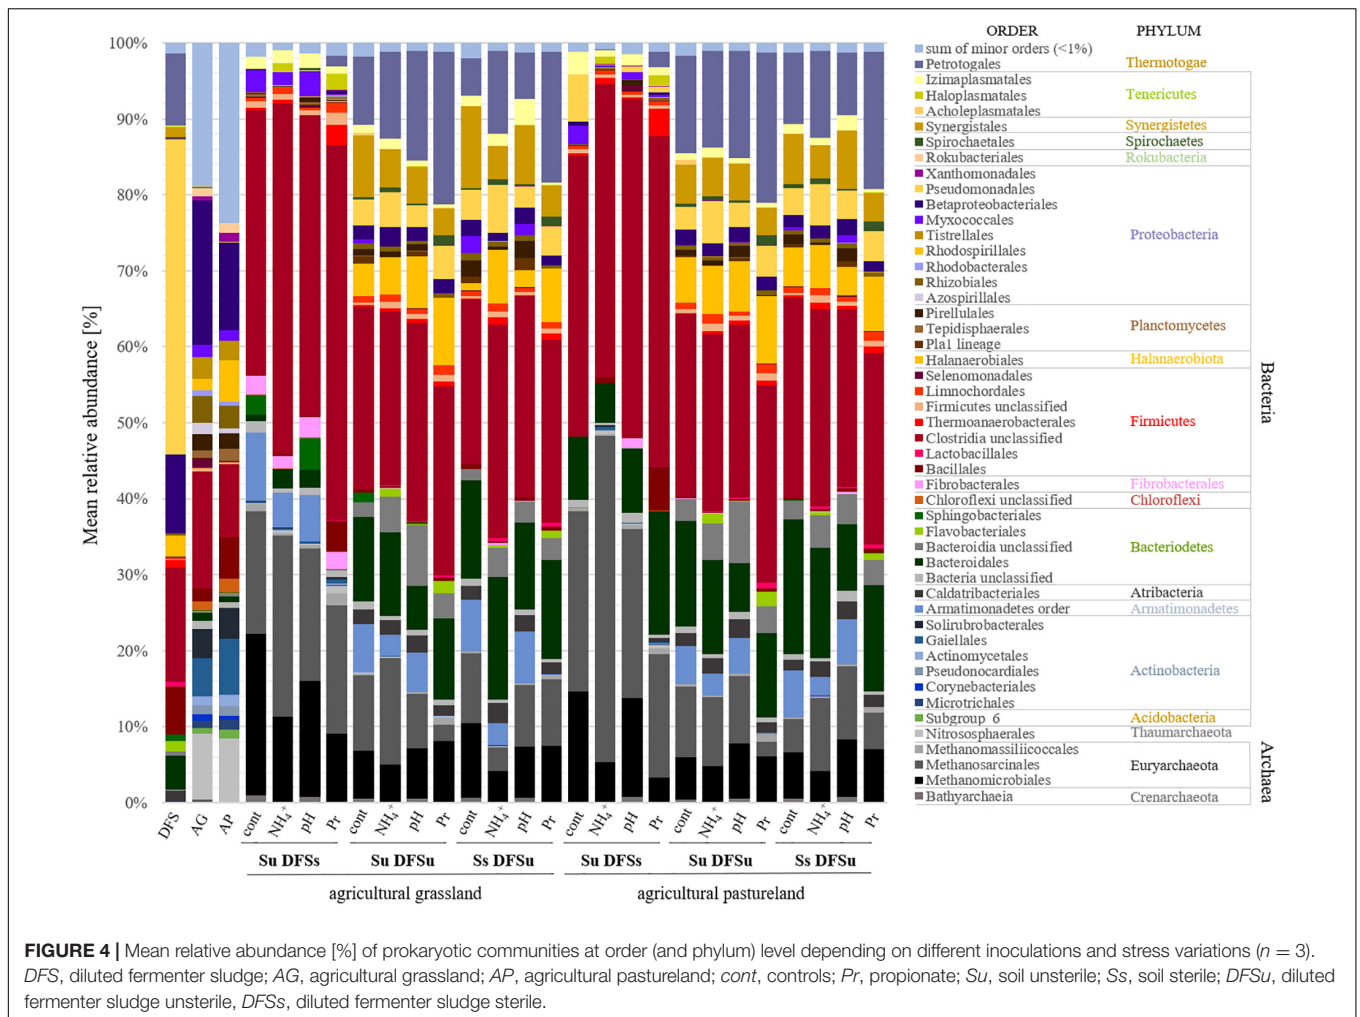 ORDER PHYLUM
100%
90%
80%
70%
60%
50%
40%
30%
20%
10%
0%
Mean relative abundance [%]
sum of minor orders (<1%)
Petrotogales Thermotogae
Izimaplasmatales
Haloplasmatales Tenericutes
Acholeplasmatales
Synergistales Synergistetes
Spirochaetales Spirochaetes
Rokubacteriales Rokubacteria
Xanthomonadales
Pseudomonadales
Betaproteobacteriales
Myxococcales
Tistrellales Proteobacteria
Rhodospirillales
Rhodobacterales
Rhizobiales
Azospirillales
Pirellulales
Tepidisphaerales Planctomycetes
Pla1 lineage
Halanaerobiales Halanaerobiota
Selenomonadales
Limnochordales
Firmicutes unclassified
Thermoanaerobacterales Firmicutes
Clostridia unclassified
Lactobacillales
Bacillales
Fibrobacterales Fibrobacterales
Chloroflexi unclassified Chloroflexi
Sphingobacteriales
Flavobacteriales
Bacteroidia unclassified Bacteriodetes
Bacteroidales
Bacteria unclassified
Caldatribacteriales Atribacteria
Armatimonadetes order Armatimonadetes
Solirubrobacterales
Gaiellales
Actinomycetales
Pseudonocardiales Actinobacteria
Corynebacteriales
Microtrichales
Subgroup 6 Acidobacteria
Nitrososphaerales Thaumarchaeota
Methanomassiliicoccales
Methanosarcinales Euryarchaeota
Methanomicrobiales
Bathyarchaeia Crenarchaeota
Bacteria
Archaea
DFS AG AP cont NH₄⁺ pH Pr cont NH₄⁺ pH Pr cont NH₄⁺ pH Pr cont NH₄⁺ pH Pr cont NH₄⁺ pH Pr cont NH₄⁺ pH Pr
Su DFSs Su DFSu Ss DFSu Su DFSs Su DFSu Ss DFSu
agricultural grassland agricultural pastureland
FIGURE 4 | Mean relative abundance [%] of prokaryotic communities at order (and phylum) level depending on different inoculations and stress variations (n = 3).
DFS, diluted fermenter sludge; AG, agricultural grassland; AP, agricultural pastureland; cont, controls; Pr, propionate; Su, soil unsterile; Ss, soil sterile; DFSu, diluted
fermenter sludge unsterile, DFSs, diluted fermenter sludge sterile.